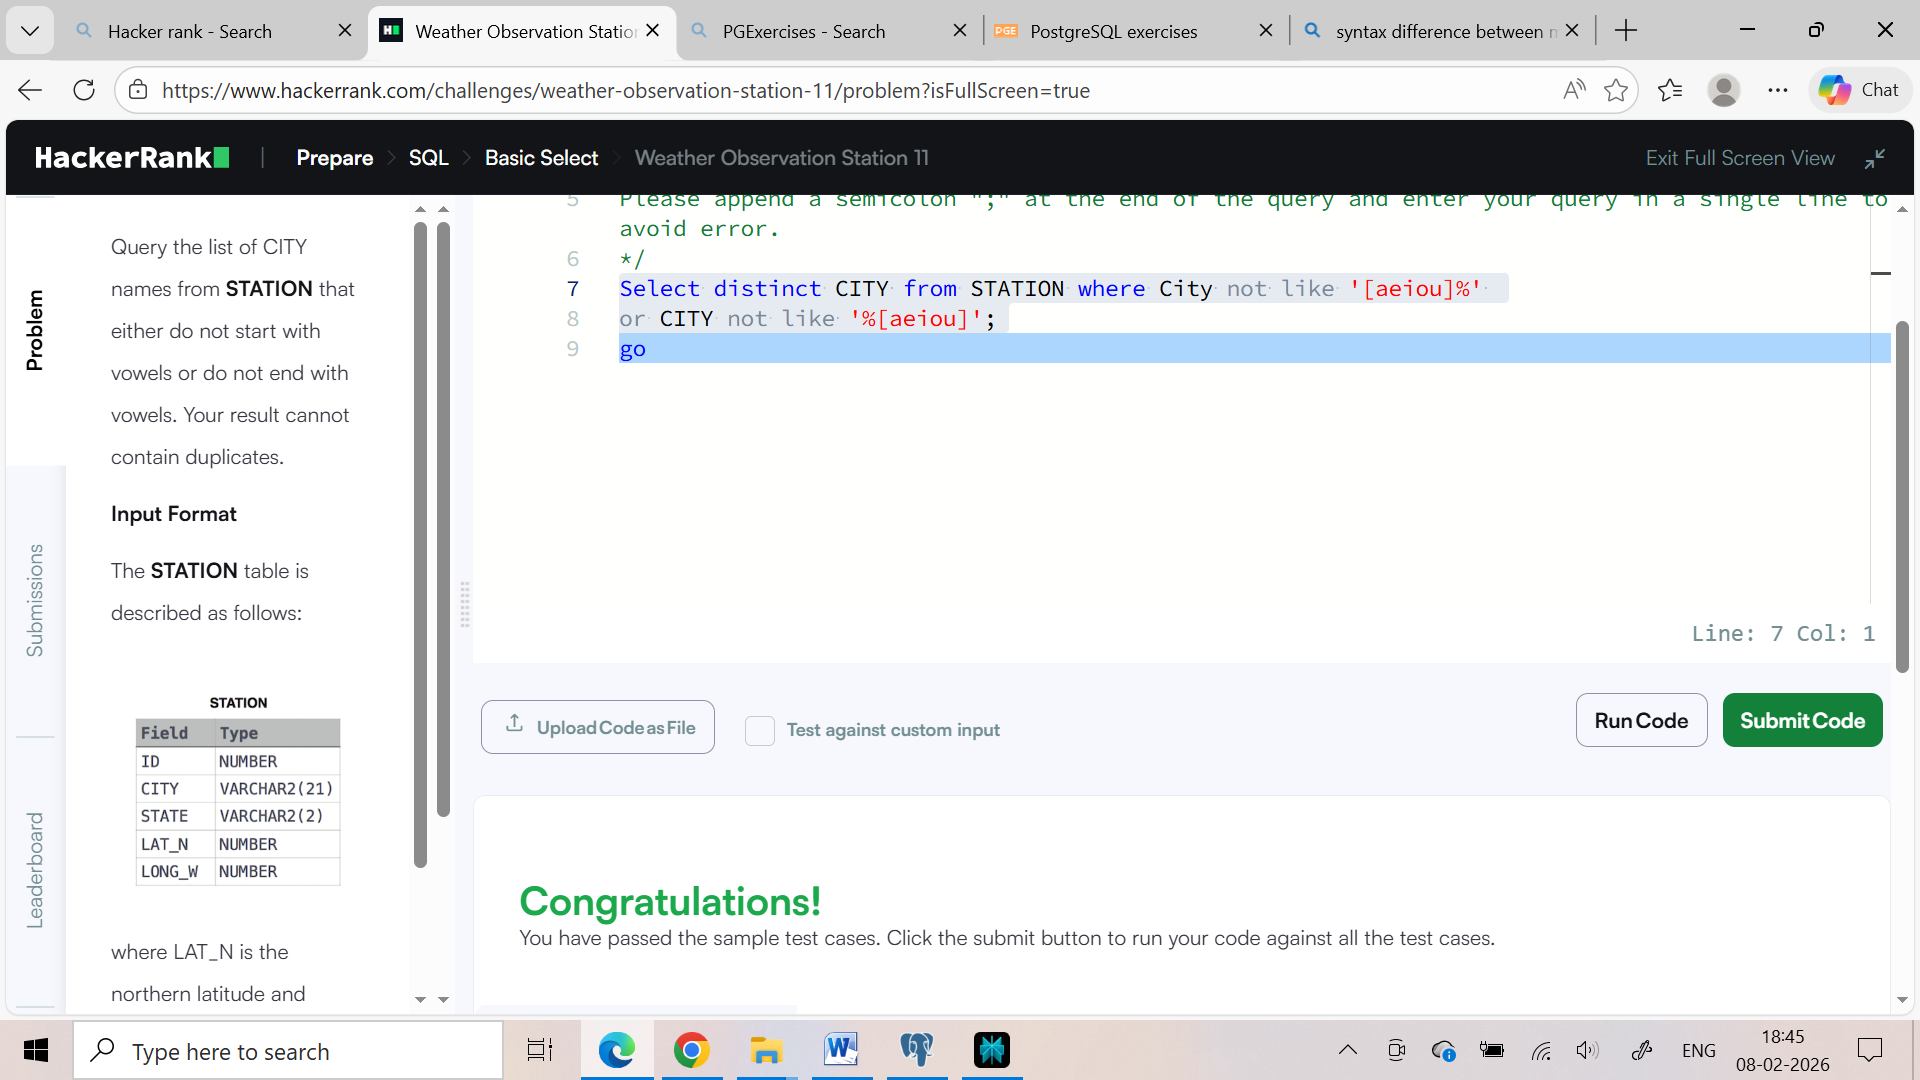 Hacker rank - Search
Weather Observation Statio
PGExercises - Search
PGE PostgreSQL exercises
syntax difference between m
https://www.hackerrank.com/challenges/weather-observation-station-11/problem?isFullScreen=true
Chat
HackerRank | Prepare > SQL > Basic Select > Weather Observation Station 11
Exit Full Screen View
Problem
Submissions
Leaderboard
Query the list of CITY
names from STATION that
either do not start with
vowels or do not end with
vowels. Your result cannot
contain duplicates.
Input Format
The STATION table is
described as follows:
STATION
Field Type
ID NUMBER
CITY VARCHAR2(21)
STATE VARCHAR2(2)
LAT_N NUMBER
LONG_W NUMBER
where LAT_N is the
northern latitude and
5 Please append a semicolon ";" at the end of the query and enter your query in a single line to
avoid error.
6 */
7 Select distinct CITY from STATION where City not like '[aeiou]%'
8 or CITY not like '%[aeiou]';
9 go
Line: 7 Col: 1
Upload Code as File
Test against custom input
Run Code
Submit Code
Congratulations!
You have passed the sample test cases. Click the submit button to run your code against all the test cases.
Type here to search
ENG
18:45
08-02-2026